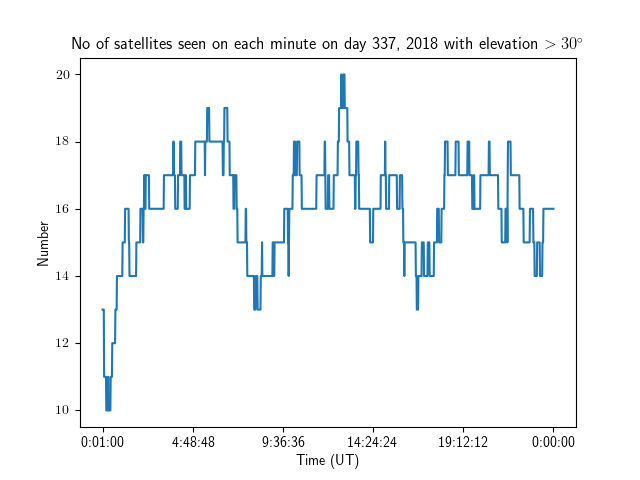 No of satellites seen on each minute on day 337, 2018 with elevation > 30°
20
18
16
14
12
10
Number
0:01:00 4:48:48 9:36:36 14:24:24 19:12:12 0:00:00
Time (UT)